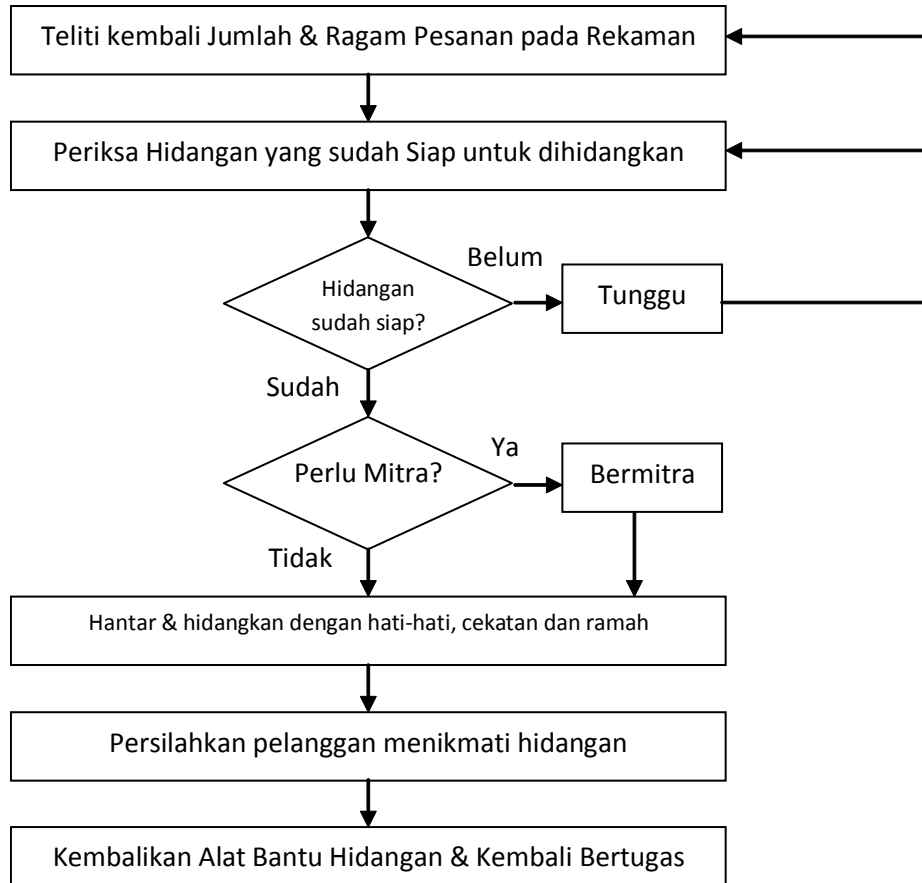 Teliti kembali Jumlah & Ragam Pesanan pada Rekaman
Periksa Hidangan yang sudah Siap untuk dihidangkan
Belum
Hidangan
sudah siap?
Tunggu
Sudah
Ya
Perlu Mitra?
Bermitra
Tidak
Hantar & hidangkan dengan hati-hati, cekatan dan ramah
Persilahkan pelanggan menikmati hidangan
Kembalikan Alat Bantu Hidangan & Kembali Bertugas